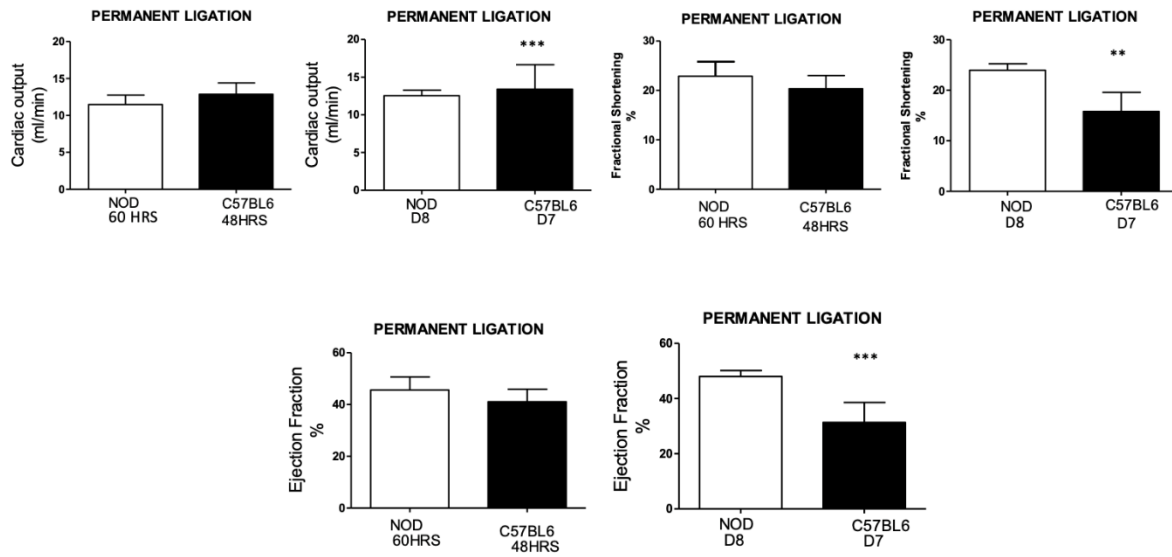 PERMANENT LIGATION
Cardiac output
(ml/min)
20
15
10
5
0
NOD
60 HRS
C57BL6
48HRS
PERMANENT LIGATION
Cardiac output
(ml/min)
20
15
10
5
0
***
NOD
D8
C57BL6
D7
PERMANENT LIGATION
Fractional Shortening
%
30
20
10
0
NOD
60 HRS
C57BL6
48HRS
PERMANENT LIGATION
Fractional Shortening
%
30
20
10
0
**
NOD
D8
C57BL6
D7
PERMANENT LIGATION
Ejection Fraction
%
60
40
20
0
NOD
60HRS
C57BL6
48HRS
PERMANENT LIGATION
Ejection Fraction
%
60
40
20
0
***
NOD
D8
C57BL6
D7